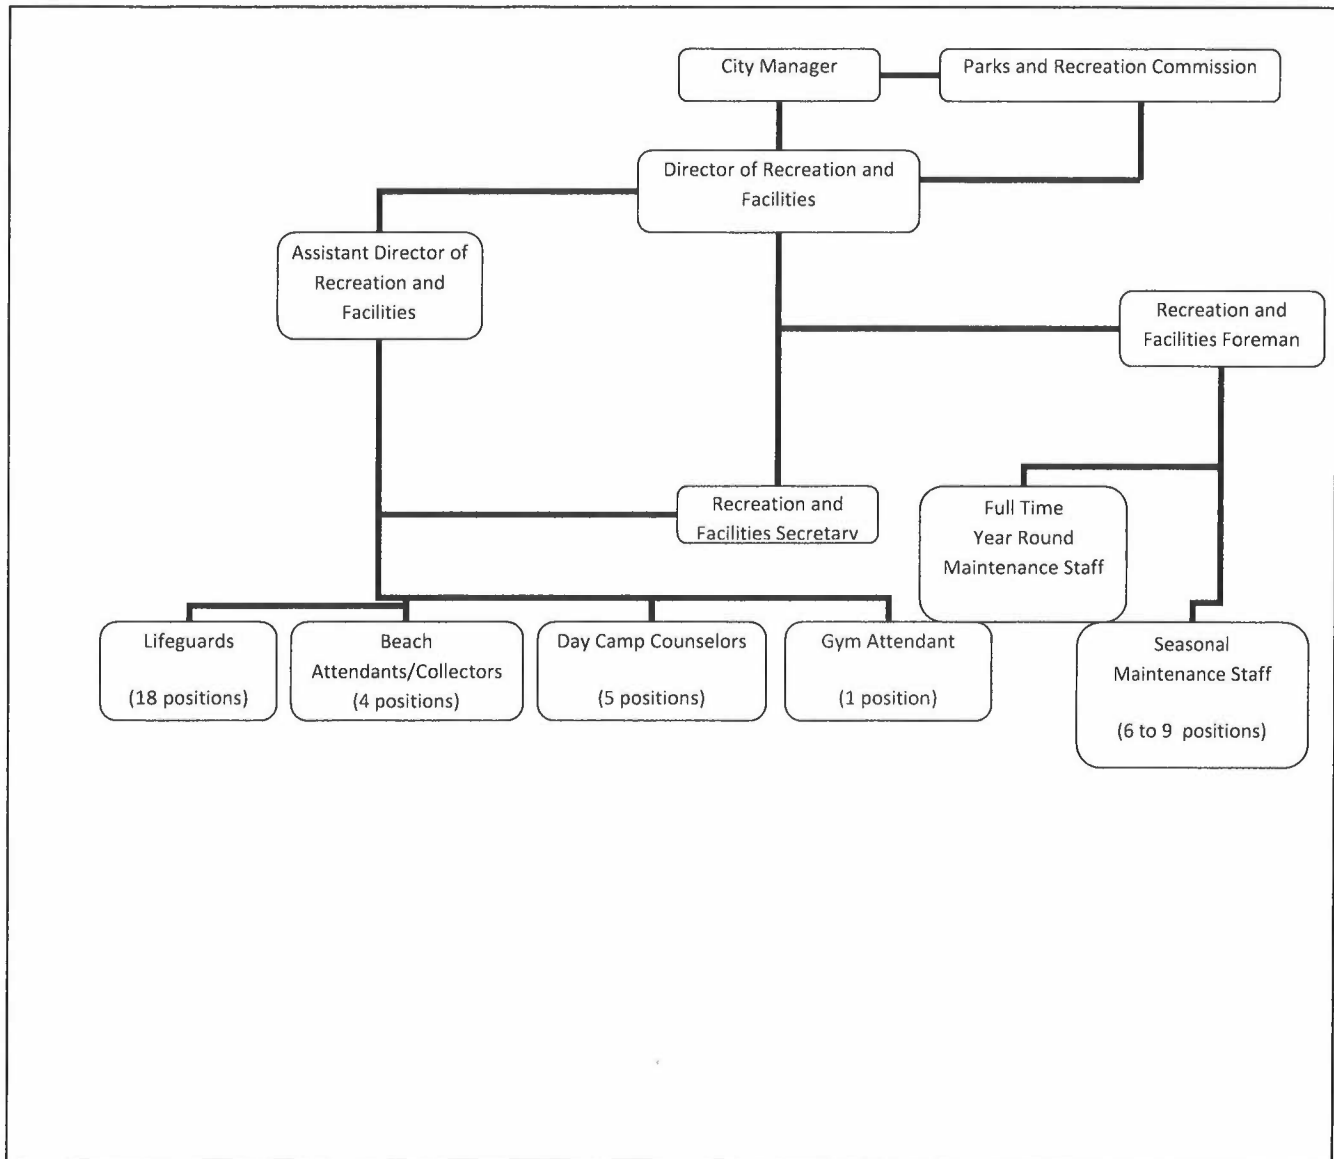 City Manager
Parks and Recreation Commission
Director of Recreation and
Facilities
Assistant Director of
Recreation and
Facilities
Recreation and
Facilities Foreman
Recreation and
Facilities Secretary
Full Time
Year Round
Maintenance Staff
Lifeguards
(18 positions)
Beach
Attendants/Collectors
(4 positions)
Day Camp Counselors
(5 positions)
Gym Attendant
(1 position)
Seasonal
Maintenance Staff
(6 to 9 positions)